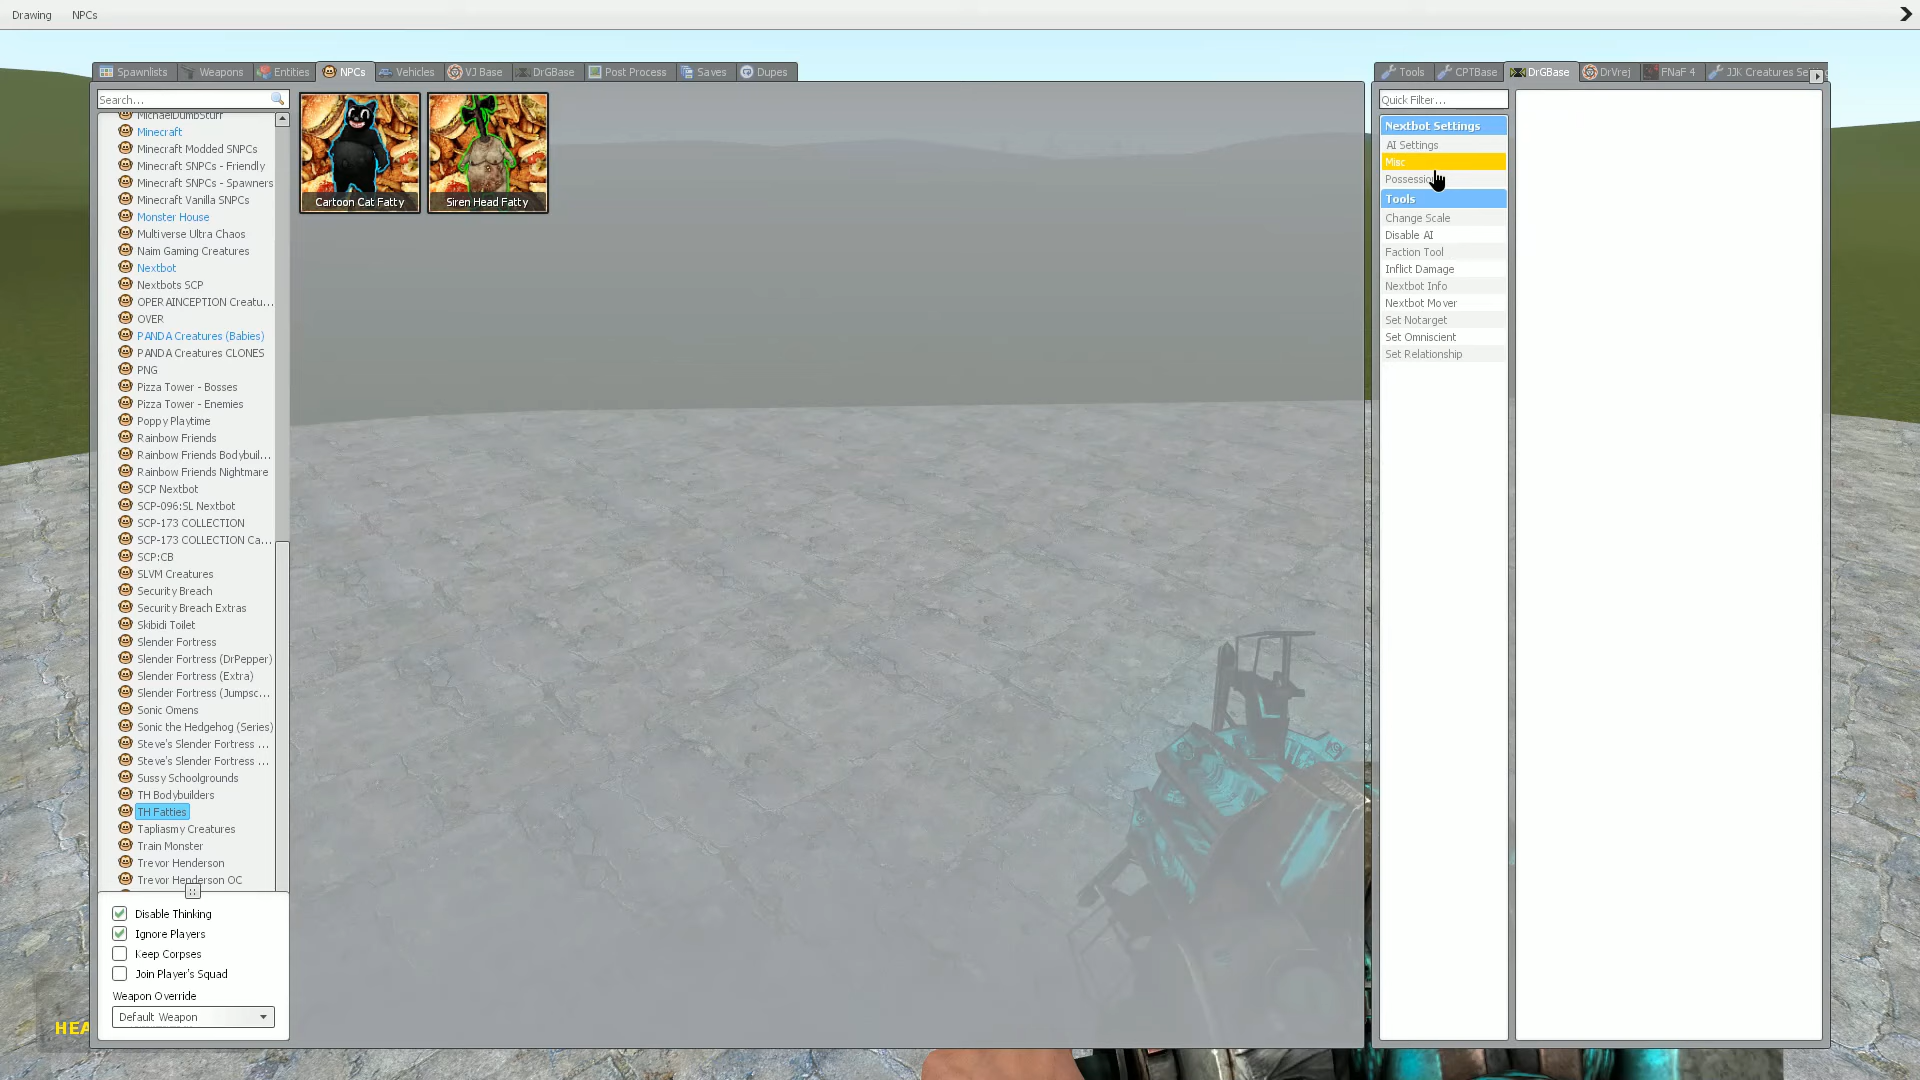 Drawing NPCs
Spawnlists Weapons Entities NPCs Vehicles VJ Base DrGBase Post Process Saves Dupes
Search...
MichaelDumbStuff
Minecraft
Minecraft Modded SNPCs
Minecraft SNPCs - Friendly
Minecraft SNPCs - Spawners
Minecraft Vanilla SNPCs
Monster House
Multiverse Ultra Chaos
Naim Gaming Creatures
Nextbot
Nextbots SCP
OPERAINCEPTION Creatu...
OVER
PANDA Creatures (Babies)
PANDA Creatures CLONES
PNG
Pizza Tower - Bosses
Pizza Tower - Enemies
Poppy Playtime
Rainbow Friends
Rainbow Friends Bodybuil...
Rainbow Friends Nightmare
SCP Nextbot
SCP-096:SL Nextbot
SCP-173 COLLECTION
SCP-173 COLLECTION Ca...
SCP:CB
SLVM Creatures
Security Breach
Security Breach Extras
Skibidi Toilet
Slender Fortress
Slender Fortress (DrPepper)
Slender Fortress (Extra)
Slender Fortress (Jumpsc...
Sonic Omens
Sonic the Hedgehog (Series)
Steve's Slender Fortress ...
Steve's Slender Fortress ...
Sussy Schoolgrounds
TH Bodybuilders
TH Fatties
Tapliasmy Creatures
Train Monster
Trevor Henderson
Trevor Henderson OC
Disable Thinking
Ignore Players
Keep Corpses
Join Player's Squad
Weapon Override
Default Weapon
Cartoon Cat Fatty
Siren Head Fatty
Tools CPTBase DrGBase DrVrej FNaF 4 JJK Creatures Se...
Quick Filter...
Nextbot Settings
AI Settings
Misc
Possession
Tools
Change Scale
Disable AI
Faction Tool
Inflict Damage
Nextbot Info
Nextbot Mover
Set Notarget
Set Omniscient
Set Relationship
HEA